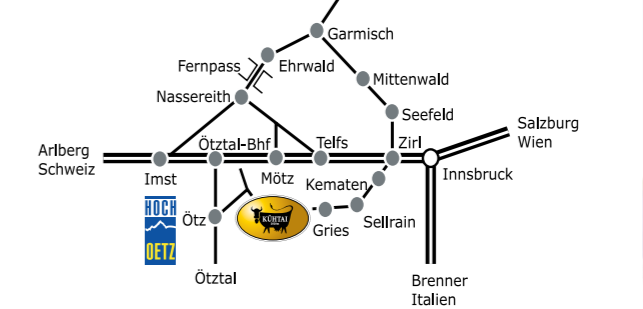 Garmisch
Fernpass
Ehrwald
Mittenwald
Nassereith
Seefeld
Salzburg
Wien
Arlberg
Schweiz
Ötztal-Bhf
Telfs
Zirl
Imst
Mötz
Kematen
Innsbruck
HOCH
OETZ
Ötz
KÜHTAI
Gries
Sellrain
Ötztal
Brenner
Italien